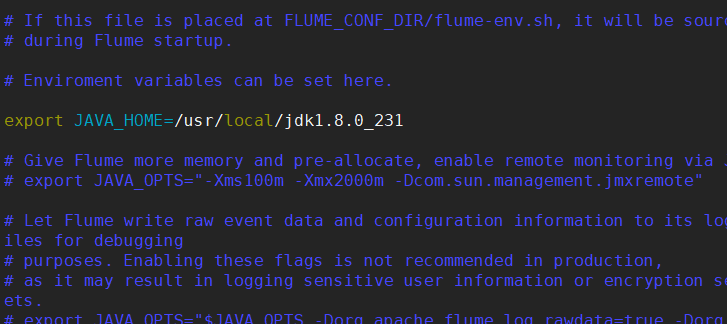 # If this file is placed at FLUME_CONF_DIR/flume-env.sh, it will be
# during Flume startup.
# Enviroment variables can be set here.
export JAVA_HOME=/usr/local/jdk1.8.0_231
# Give Flume more memory and pre-allocate, enable remote monitoring via
# export JAVA_OPTS="-Xms100m -Xmx2000m -Dcom.sun.management.jmxremote"
# Let Flume write raw event data and configuration information to its
iles for debugging
# purposes. Enabling these flags is not recommended in production,
# as it may result in logging sensitive user information or encryption
ets.
# export JAVA_OPTS="$JAVA_OPTS -Dorg.apache.flume.log.rawdata=true